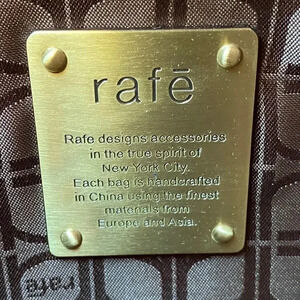 rafē
Rafe designs accessories
in the true spirit of
New York City.
Each bag is handcrafted
in China using the finest
materials from
Europe and Asia.
rafe